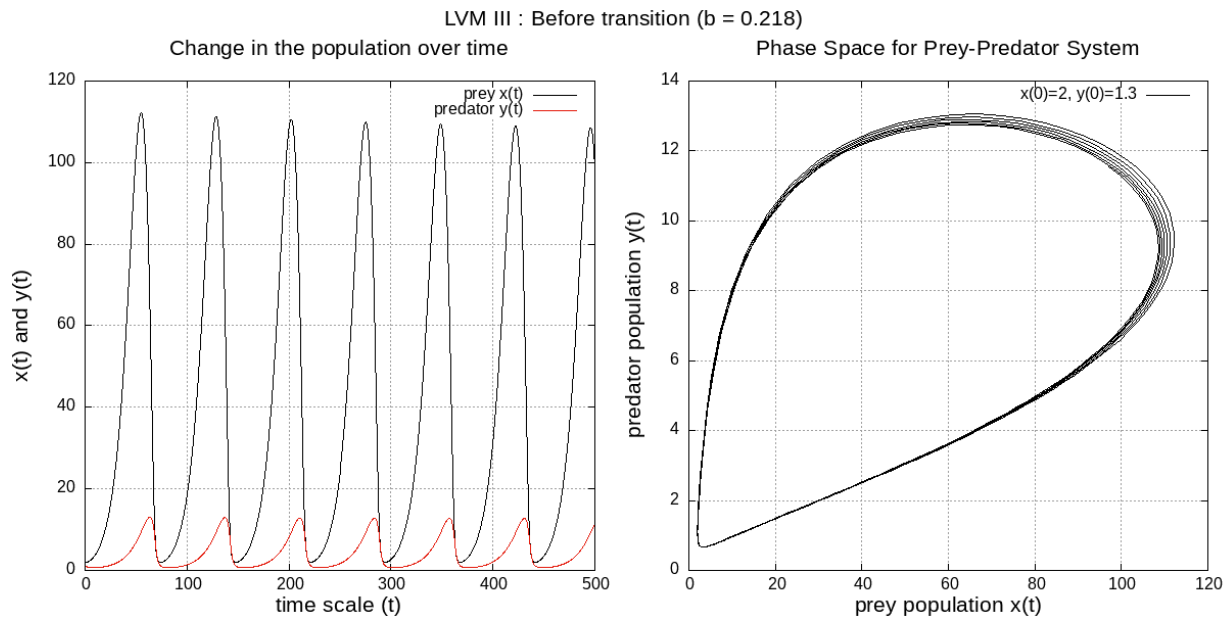 LVM III : Before transition (b = 0.218)
Change in the population over time
prey x(t)
predator y(t)
120
100
80
60
40
20
0
x(t) and y(t)
0 100 200 300 400 500
time scale (t)
Phase Space for Prey-Predator System
x(0)=2, y(0)=1.3
14
12
10
8
6
4
2
0
predator population y(t)
0 20 40 60 80 100 120
prey population x(t)